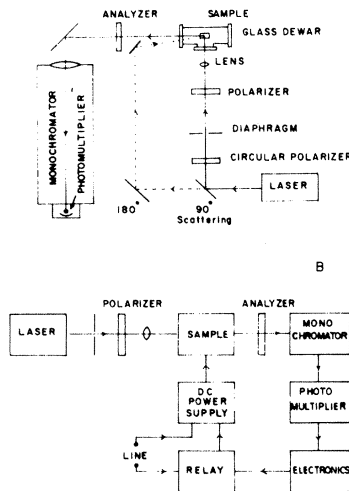 ANALYZER
SAMPLE
GLASS DEWAR
LENS
POLARIZER
DIAPHRAGM
CIRCULAR POLARIZER
MONOCHROMATOR
PHOTOMULTIPLIER
LASER
180°
90°
Scattering
B
POLARIZER
ANALYZER
LASER
SAMPLE
MONO
CHROMATOR
DC
POWER
SUPPLY
PHOTO
MULTIPLIER
LINE
RELAY
ELECTRONICS